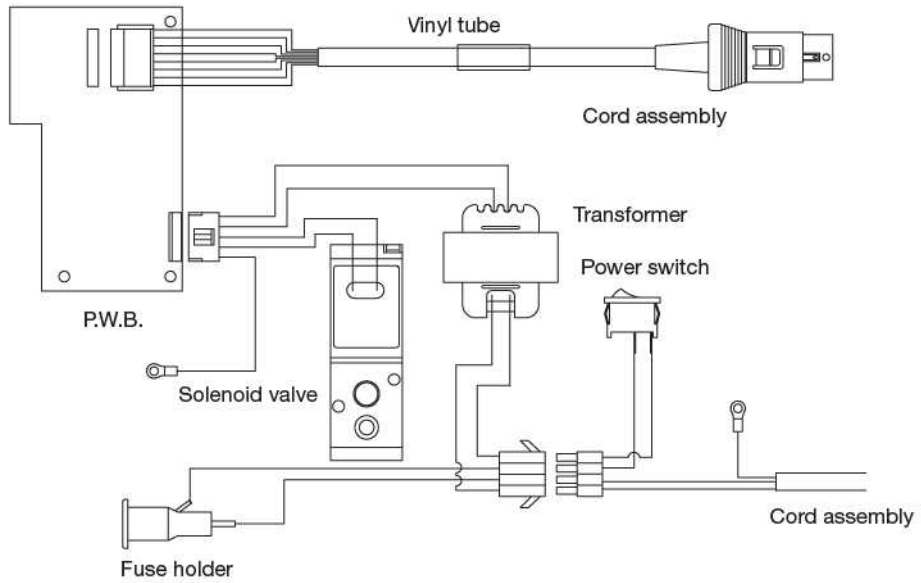 Vinyl tube
Cord assembly
Transformer
Power switch
P.W.B.
Solenoid valve
Cord assembly
Fuse holder